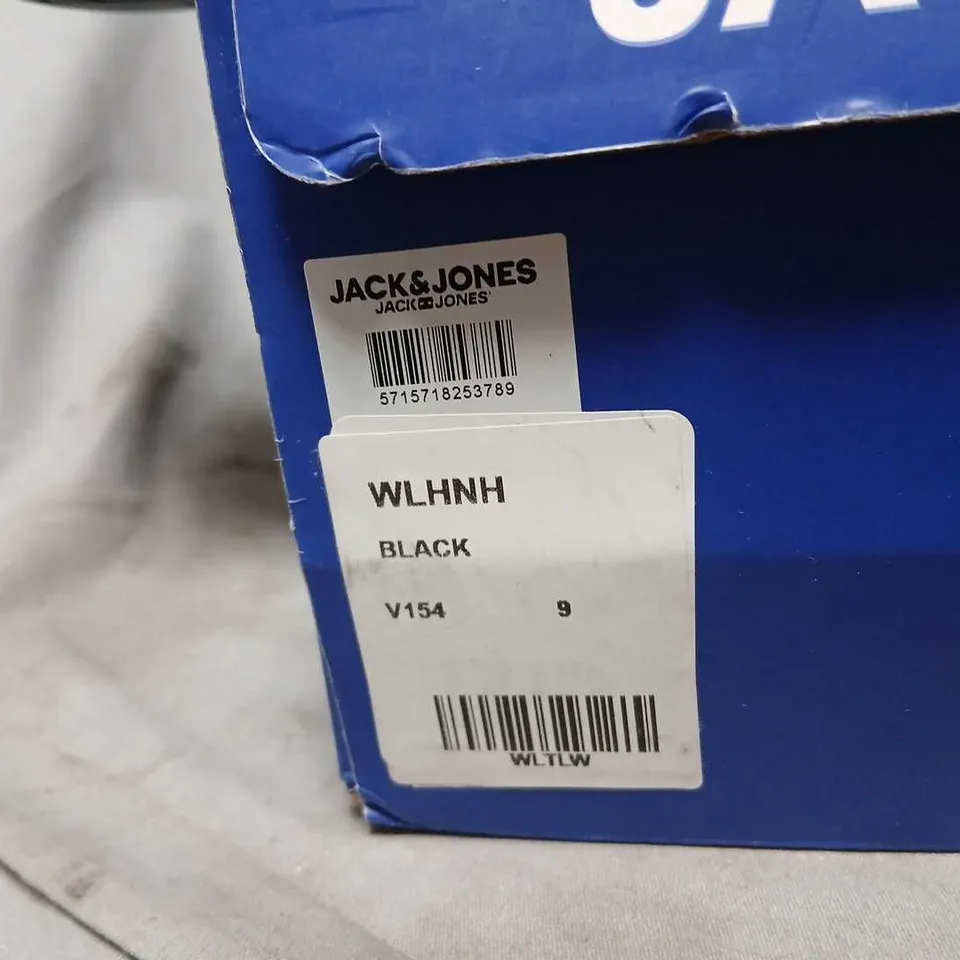 JACK&JONES
JACK JONES
5715718253789
WLHNH
BLACK
V154 9
WLTLW